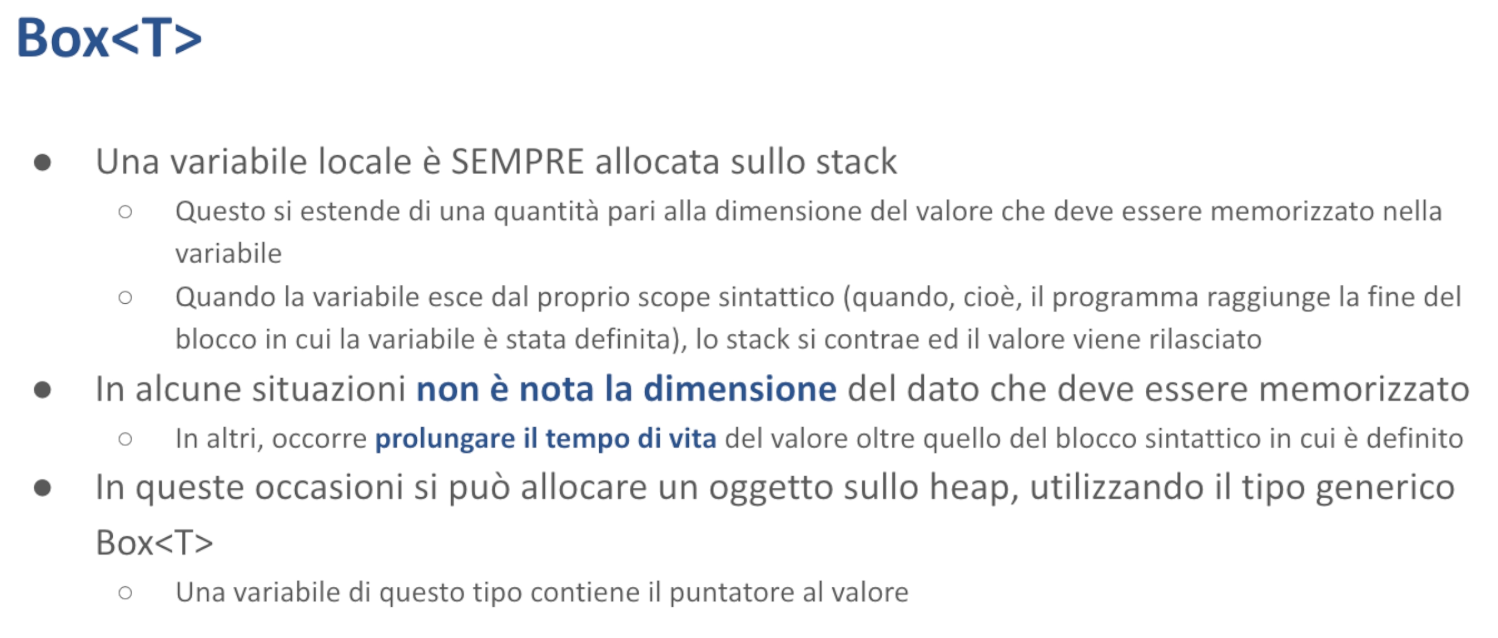 Box<T>
● Una variabile locale è SEMPRE allocata sullo stack
○ Questo si estende di una quantità pari alla dimensione del valore che deve essere memorizzato nella
variabile
○ Quando la variabile esce dal proprio scope sintattico (quando, cioè, il programma raggiunge la fine del
blocco in cui la variabile è stata definita), lo stack si contrae ed il valore viene rilasciato
● In alcune situazioni non è nota la dimensione del dato che deve essere memorizzato
○ In altri, occorre prolungare il tempo di vita del valore oltre quello del blocco sintattico in cui è definito
● In queste occasioni si può allocare un oggetto sullo heap, utilizzando il tipo generico
Box<T>
○ Una variabile di questo tipo contiene il puntatore al valore